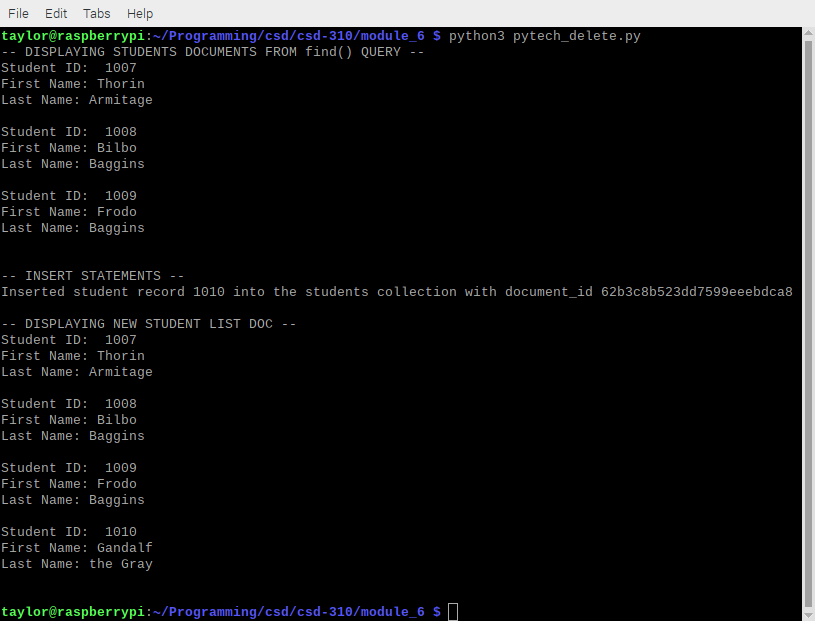 File Edit Tabs Help
taylor@raspberrypi:~/Programming/csd/csd-310/module_6 $ python3 pytech_delete.py
-- DISPLAYING STUDENTS DOCUMENTS FROM find() QUERY --
Student ID:  1007
First Name: Thorin
Last Name: Armitage
Student ID:  1008
First Name: Bilbo
Last Name: Baggins
Student ID:  1009
First Name: Frodo
Last Name: Baggins
-- INSERT STATEMENTS --
Inserted student record 1010 into the students collection with document_id 62b3c8b523dd7599eeebdca8
-- DISPLAYING NEW STUDENT LIST DOC --
Student ID:  1007
First Name: Thorin
Last Name: Armitage
Student ID:  1008
First Name: Bilbo
Last Name: Baggins
Student ID:  1009
First Name: Frodo
Last Name: Baggins
Student ID:  1010
First Name: Gandalf
Last Name: the Gray
taylor@raspberrypi:~/Programming/csd/csd-310/module_6 $